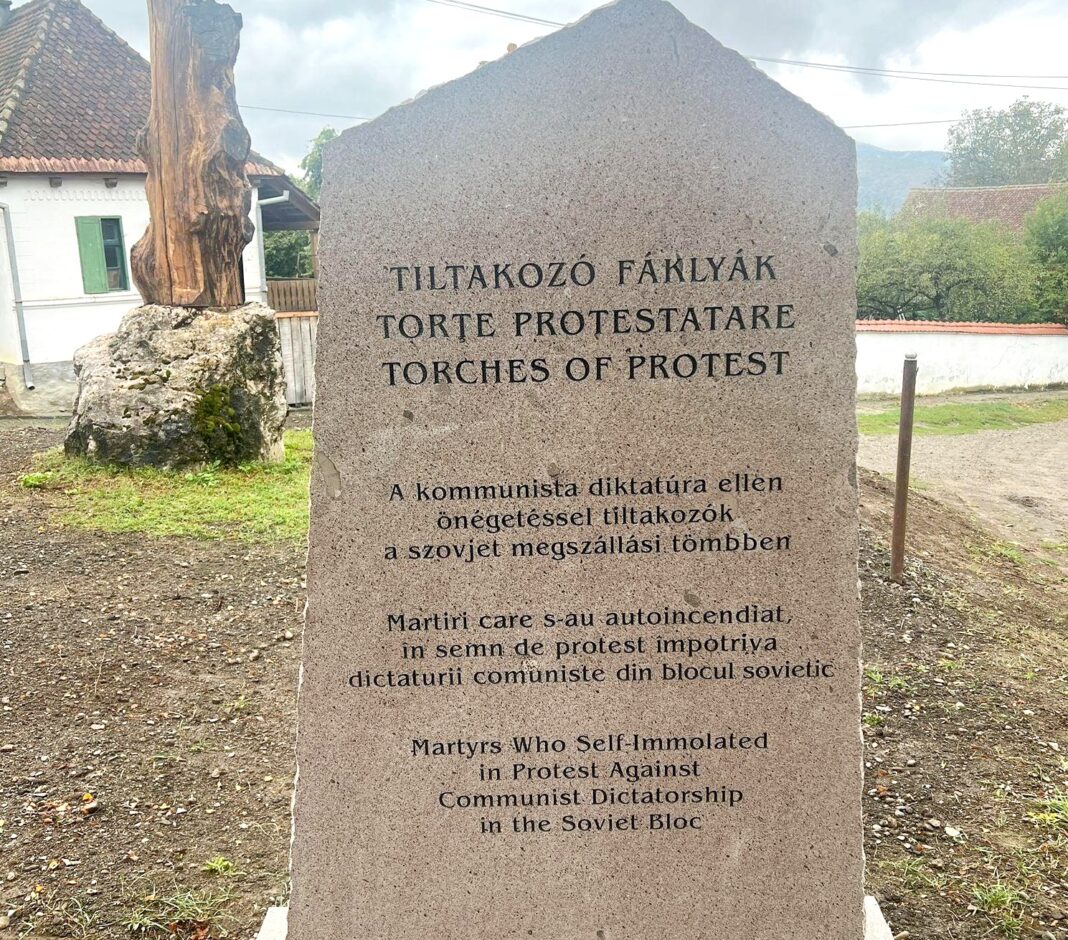 TILTAKOZÓ FÁKLYÁK
TORŢE PROTESTATARE
TORCHES OF PROTEST
A kommunista diktatúra ellen
önégetéssel tiltakozók
a szovjet megszállási tömbben
Martiri care s-au autoincendiat,
în semn de protest împotriva
dictaturii comuniste din blocul sovietic
Martyrs Who Self-Immolated
in Protest Against
Communist Dictatorship
in the Soviet Bloc